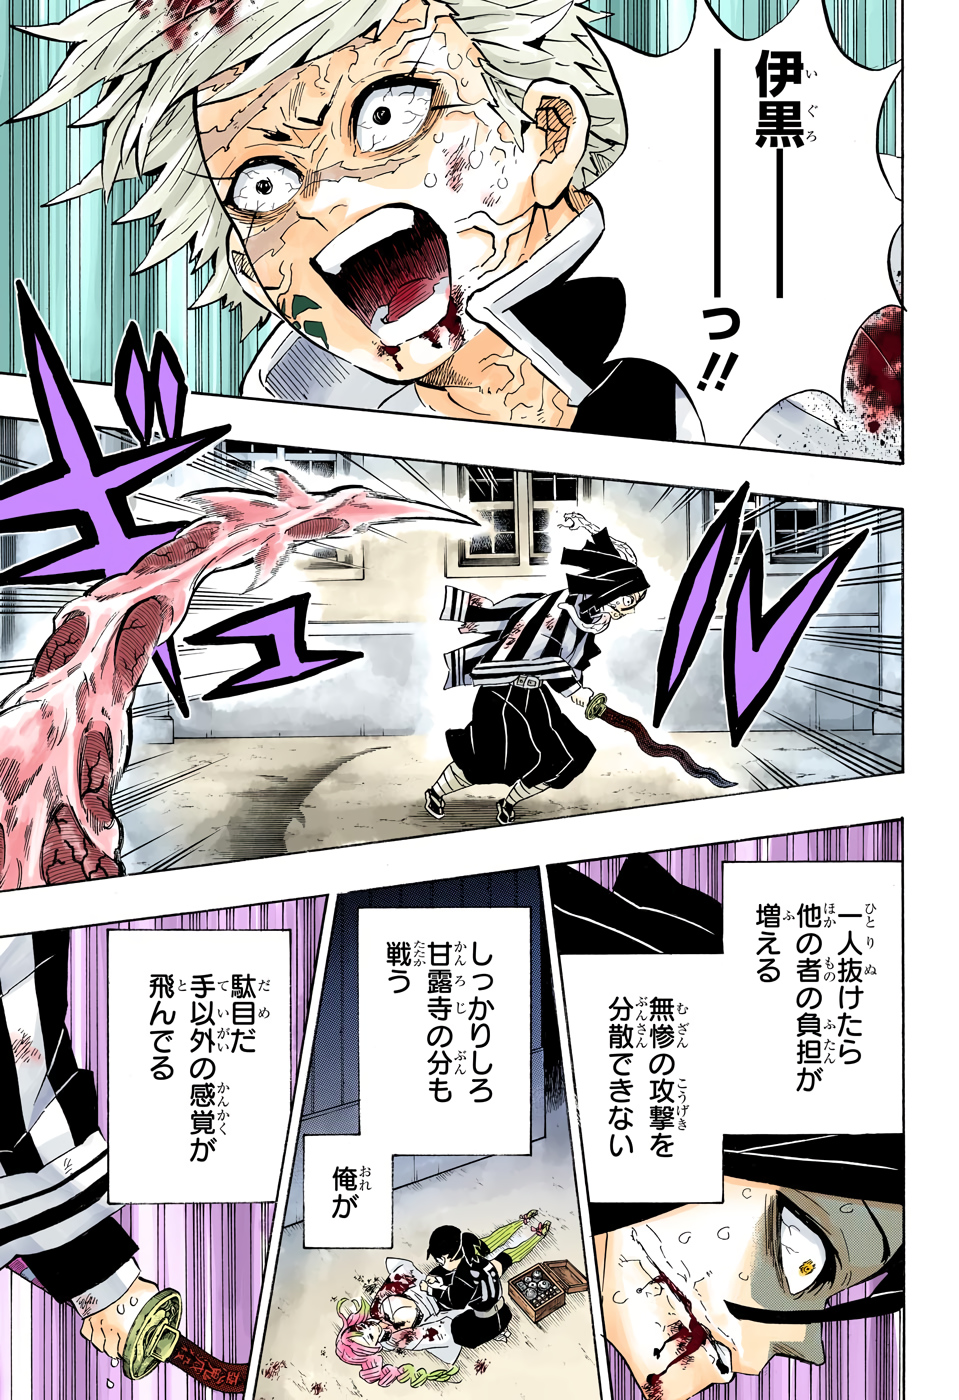 伊黒――
――っ!!
ギュルル
一人抜けたら
他の者の負担が
増える
無惨の攻撃を
分散できない
しっかりしろ
甘露寺の分も
戦う
俺が
駄目だ
手以外の感覚が
飛んでる